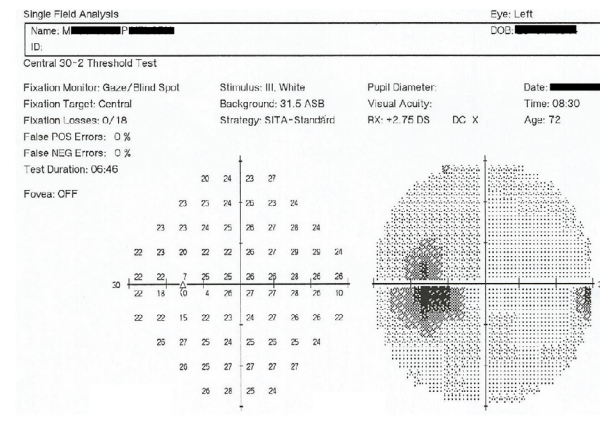 Single Field Analysis Eye: Left
Name: M P DOB:
ID:
Central 30-2 Threshold Test
Fixation Monitor: Gaze/Blind Spot Stimulus: III, White Pupil Diameter: Date:
Fixation Target: Central Background: 31.5 ASB Visual Acuity: Time: 08:30
Fixation Losses: 0/18 Strategy: SITA-Standard RX: +2.75 DS DC X Age: 72
False POS Errors: 0 %
False NEG Errors: 0 %
Test Duration: 06:46
Fovea: OFF
20 24 23 27
23 25 24 26 23 24
23 23 24 25 26 27 28 24
22 23 20 22 22 26 27 29 29 24
22 22 7 25 25 26 26 28 26 26
30
22 18 4 26 27 27 28 26 10
22 22 15 22 23 24 27 26 26 22
26 27 25 24 25 25 25 24
26 25 27 27 27 27
26 28 25 24